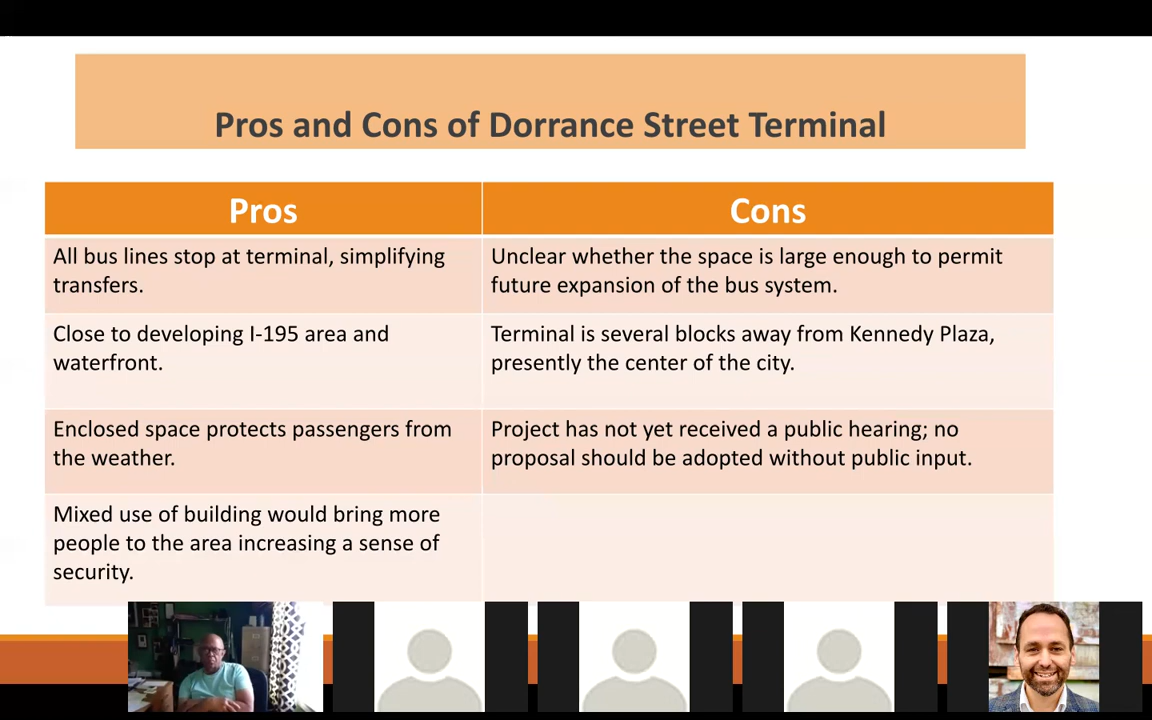 Pros and Cons of Dorrance Street Terminal
Pros
Cons
All bus lines stop at terminal, simplifying
transfers.
Unclear whether the space is large enough to permit
future expansion of the bus system.
Close to developing I-195 area and
waterfront.
Terminal is several blocks away from Kennedy Plaza,
presently the center of the city.
Enclosed space protects passengers from
the weather.
Project has not yet received a public hearing; no
proposal should be adopted without public input.
Mixed use of building would bring more
people to the area increasing a sense of
security.